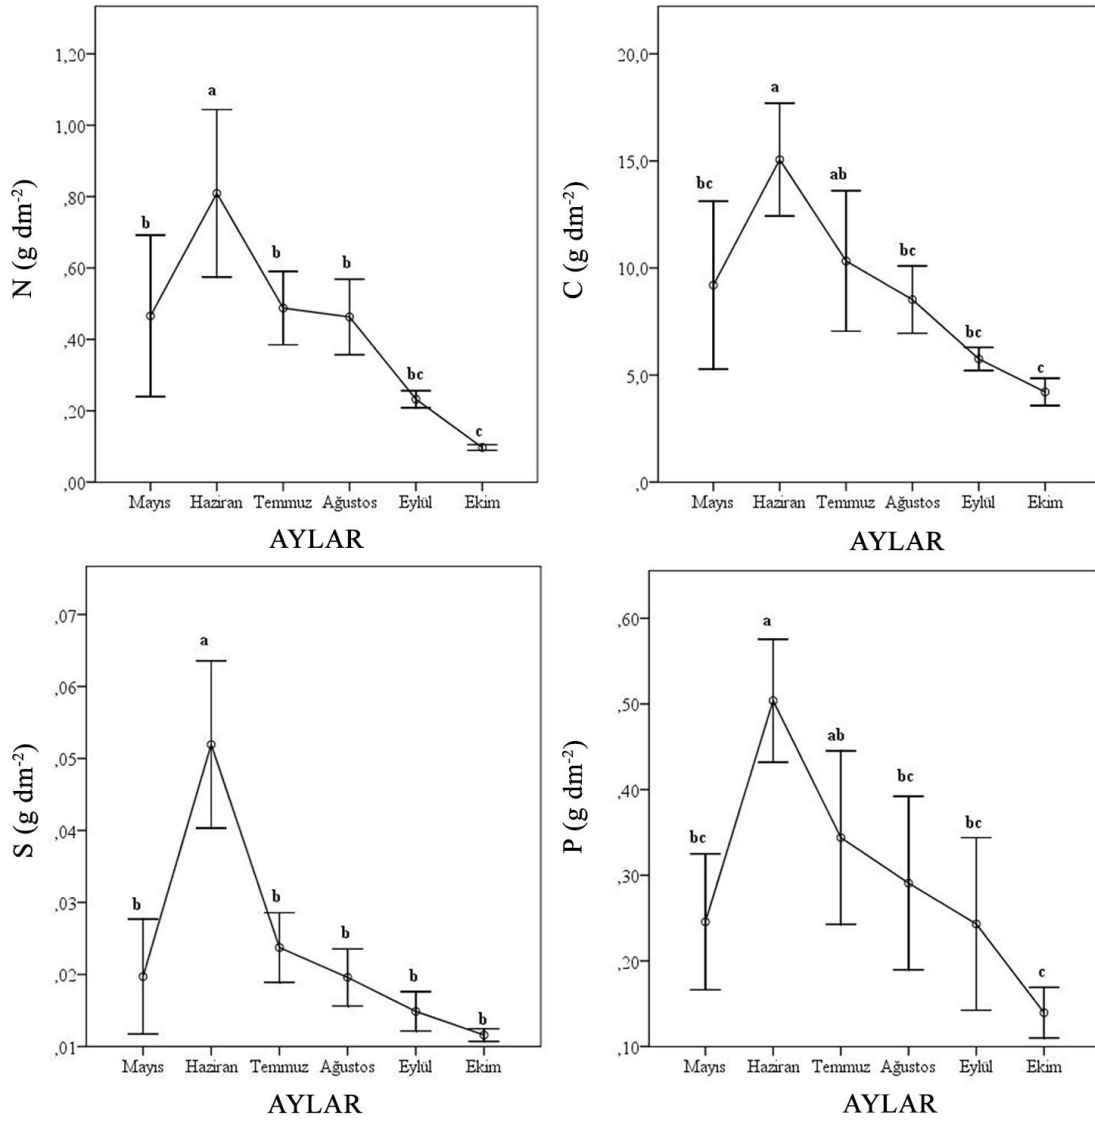 N (g dm-2)
1,20
1,00
,80
,60
,40
,20
,00
b
a
b
b
bc
c
Mayıs Haziran Temmuz Ağustos Eylül Ekim
AYLAR
C (g dm-2)
20,0
15,0
10,0
5,0
,0
bc
a
ab
bc
bc
c
Mayıs Haziran Temmuz Ağustos Eylül Ekim
AYLAR
S (g dm-2)
,07
,06
,05
,04
,03
,02
,01
b
a
b
b
b
b
Mayıs Haziran Temmuz Ağustos Eylül Ekim
AYLAR
P (g dm-2)
,60
,50
,40
,30
,20
,10
bc
a
ab
bc
bc
c
Mayıs Haziran Temmuz Ağustos Eylül Ekim
AYLAR